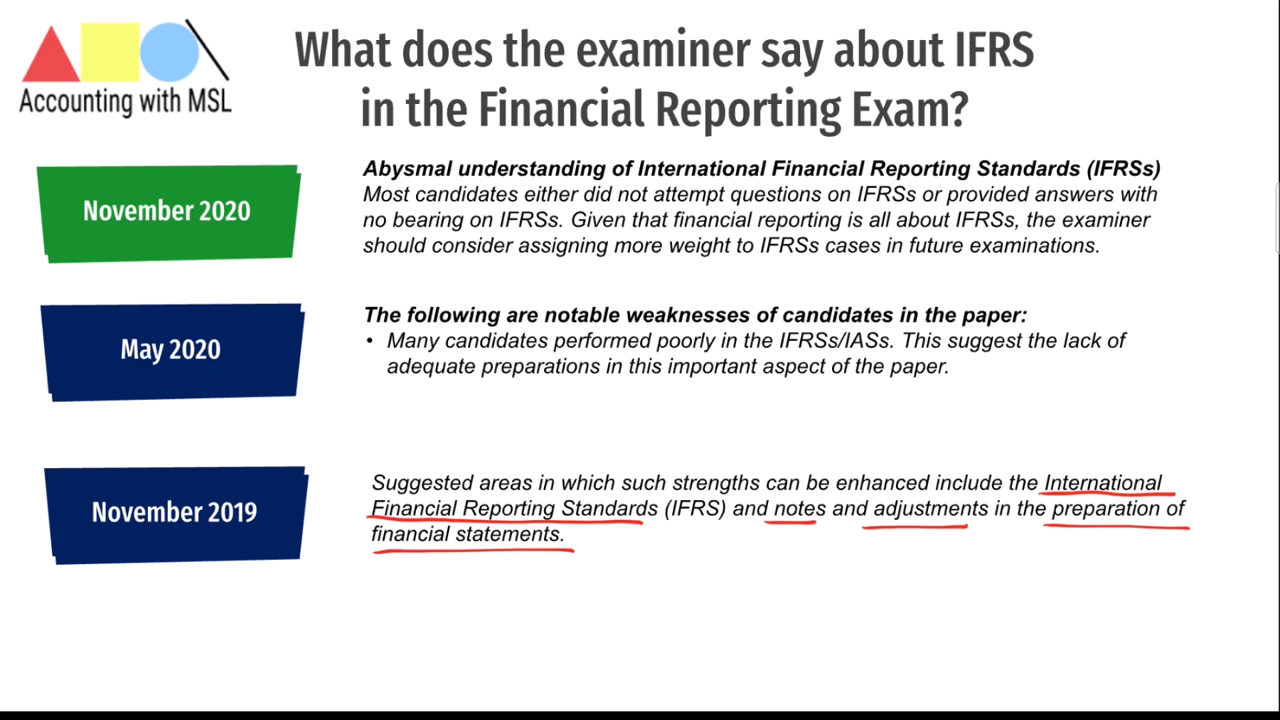 Accounting with MSL
What does the examiner say about IFRS
in the Financial Reporting Exam?
November 2020
Abysmal understanding of International Financial Reporting Standards (IFRSs)
Most candidates either did not attempt questions on IFRSs or provided answers with
no bearing on IFRSs. Given that financial reporting is all about IFRSs, the examiner
should consider assigning more weight to IFRSs cases in future examinations.
May 2020
The following are notable weaknesses of candidates in the paper:
• Many candidates performed poorly in the IFRSs/IASs. This suggest the lack of
adequate preparations in this important aspect of the paper.
November 2019
Suggested areas in which such strengths can be enhanced include the International
Financial Reporting Standards (IFRS) and notes and adjustments in the preparation of
financial statements.